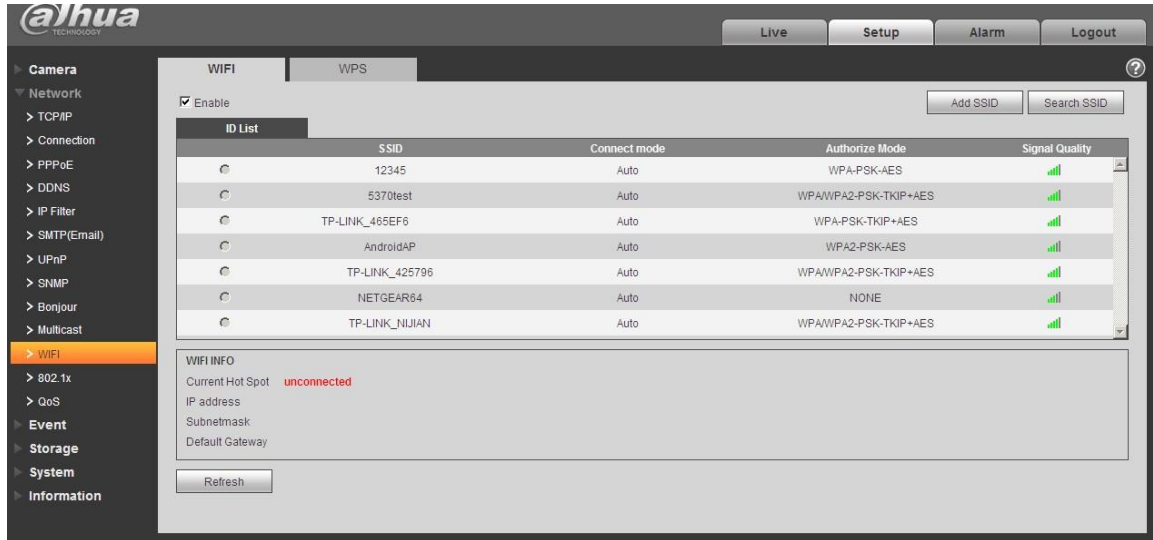 alhua
TECHNOLOGY
Live Setup Alarm Logout
Camera
Network
> TCP/IP
> Connection
> PPPoE
> DDNS
> IP Filter
> SMTP(Email)
> UPnP
> SNMP
> Bonjour
> Multicast
> WIFI
> 802.1x
> QoS
Event
Storage
System
Information
WIFI WPS
?
Enable Add SSID Search SSID
ID List
SSID Connect mode Authorize Mode Signal Quality
12345 Auto WPA-PSK-AES
5370test Auto WPA/WPA2-PSK-TKIP+AES
TP-LINK_465EF6 Auto WPA-PSK-TKIP+AES
AndroidAP Auto WPA2-PSK-AES
TP-LINK_425796 Auto WPA/WPA2-PSK-TKIP+AES
NETGEAR64 Auto NONE
TP-LINK_NIJIAN Auto WPA/WPA2-PSK-TKIP+AES
WIFI INFO
Current Hot Spot unconnected
IP address
Subnetmask
Default Gateway
Refresh